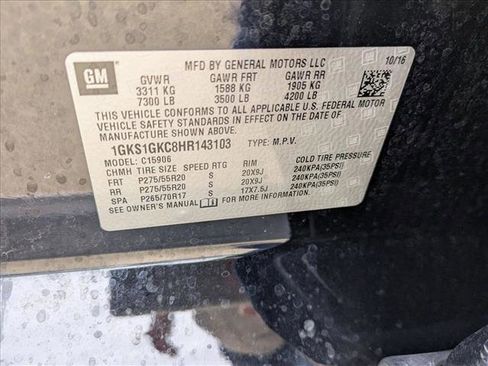 GM
MFD BY GENERAL MOTORS LLC 10/16
GVWR GAWR FRT GAWR RR
3311 KG 1588 KG 1905 KG
7300 LB 3500 LB 4200 LB
THIS VEHICLE CONFORMS TO ALL APPLICABLE U.S. FEDERAL MOTOR
VEHICLE SAFETY STANDARDS IN EFFECT ON THE DATE OF
MANUFACTURE SHOWN ABOVE.
1GKS1GKC8HR143103 TYPE: M.P.V.
MODEL: C15906
CHMH TIRE SIZE SPEED RTG RIM COLD TIRE PRESSURE
FRT P275/55R20 S 20X9J 240KPA(35PSI)
RR P275/55R20 S 20X9J 240KPA(35PSI)
SPA P265/70R17 S 17X7.5J 240KPA(35PSI)
SEE OWNER'S MANUAL FOR MORE INFORMATION.